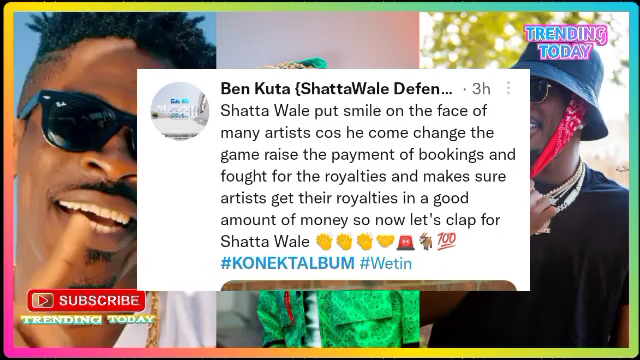 TRENDING
TODAY
Ben Kuta {ShattaWale Defen... · 3h
Shatta Wale put smile on the face of
many artists cos he come change the
game raise the payment of bookings and
fought for the royalties and makes sure
artists get their royalties in a good
amount of money so now let's clap for
Shatta Wale 👏👏👏🤝🚨🐐💯
#KONEKTALBUM #Wetin
SUBSCRIBE
TRENDING TODAY